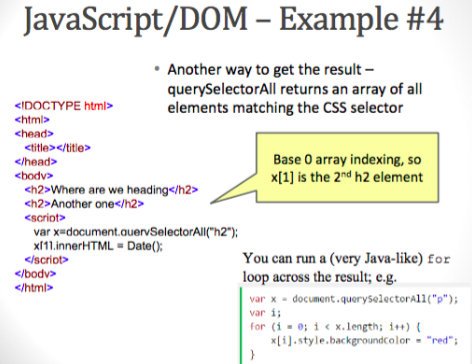 JavaScript/DOM – Example #4
• Another way to get the result –
querySelectorAll returns an array of all
elements matching the CSS selector
<!DOCTYPE html>
<html>
<head>
<title></title>
</head>
<body>
<h2>Where are we heading</h2>
<h2>Another one</h2>
<script>
var x=document.querySelectorAll("h2");
x[1].innerHTML = Date();
</script>
</body>
</html>
Base 0 array indexing, so
x[1] is the 2nd h2 element
You can run a (very Java-like) for
loop across the result; e.g.
var x = document.querySelectorAll("p");
var i;
for (i = 0; i < x.length; i++) {
x[i].style.backgroundColor = "red";
}